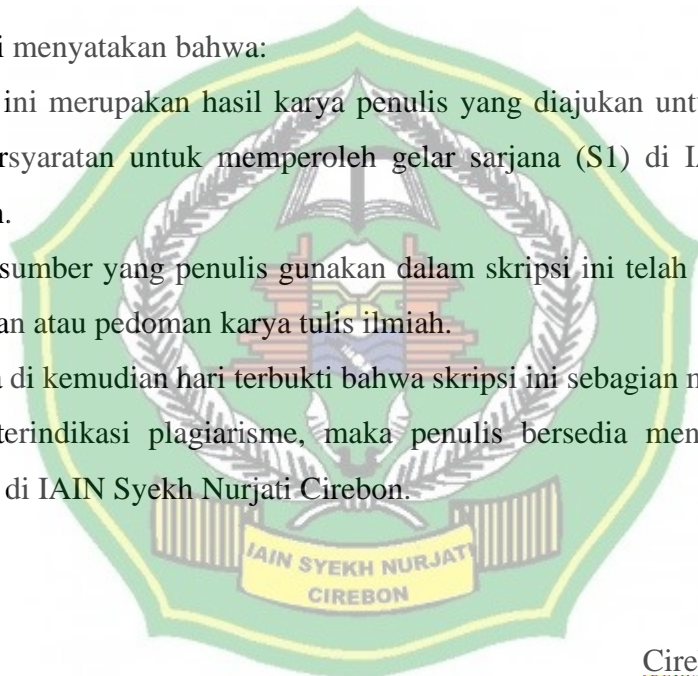 i menyatakan bahwa:
ini merupakan hasil karya penulis yang diajukan unt
rsyaratan untuk memperoleh gelar sarjana (S1) di I
n.
sumber yang penulis gunakan dalam skripsi ini telah
an atau pedoman karya tulis ilmiah.
a di kemudian hari terbukti bahwa skripsi ini sebagian m
terindikasi plagiarisme, maka penulis bersedia men
di IAIN Syekh Nurjati Cirebon.
IAIN SYEKH NURJATI
CIREBON
Cire